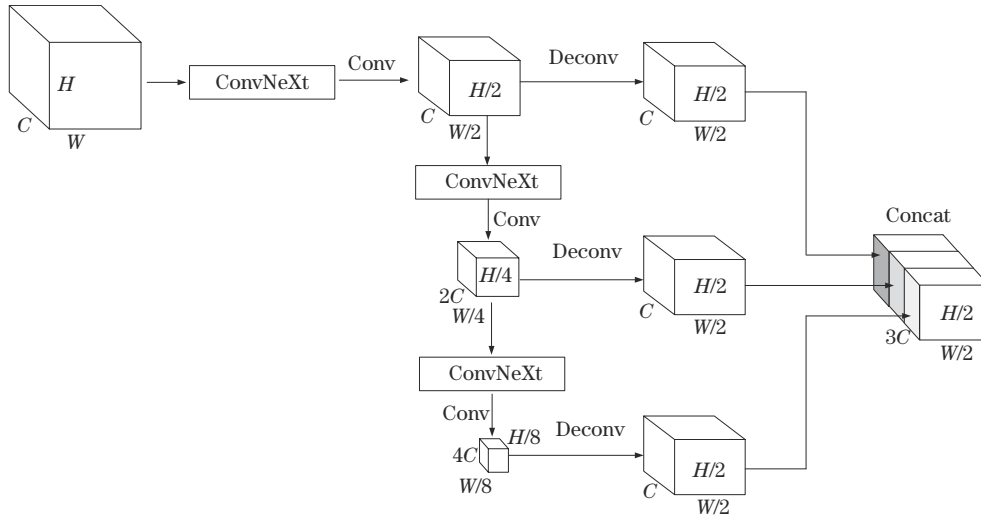 H
C
W
ConvNeXt
Conv
H/2
C
W/2
Deconv
H/2
C
W/2
ConvNeXt
Conv
H/4
2C
W/4
Deconv
H/2
C
W/2
Concat
H/2
3C
W/2
ConvNeXt
Conv
H/8
4C
W/8
Deconv
H/2
C
W/2